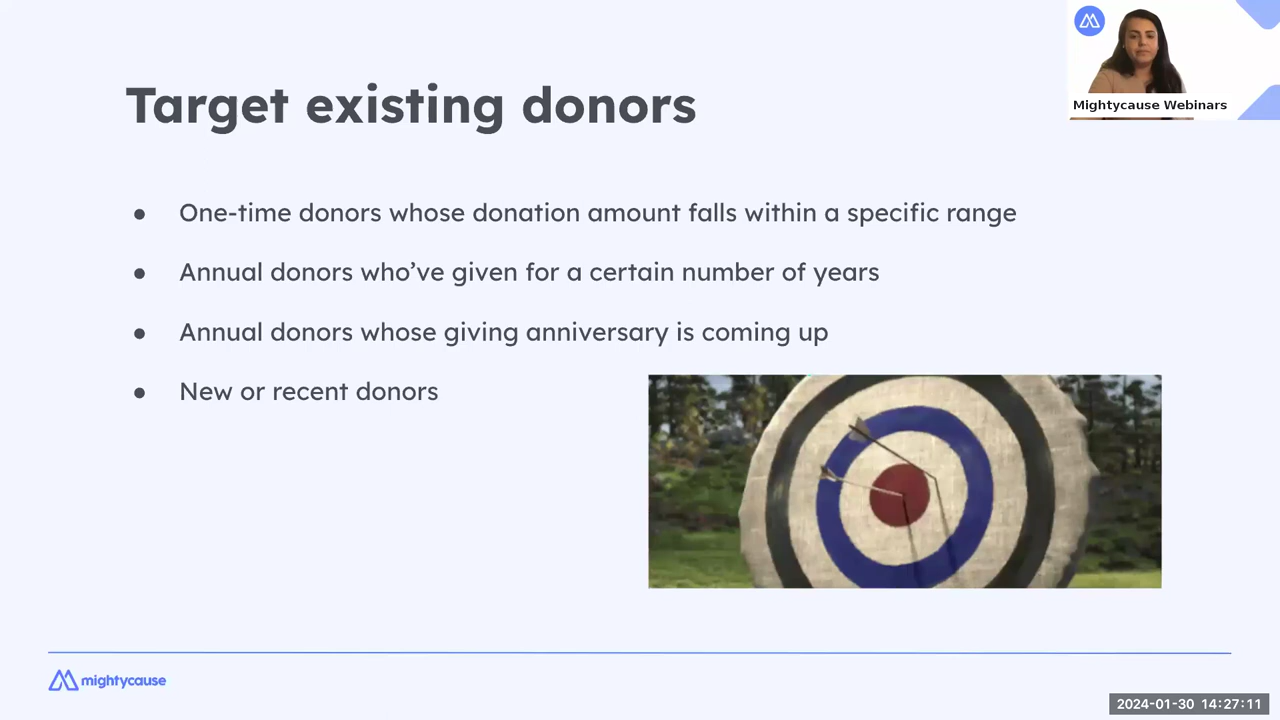 Mightycause Webinars
Target existing donors
● One-time donors whose donation amount falls within a specific range
● Annual donors who’ve given for a certain number of years
● Annual donors whose giving anniversary is coming up
● New or recent donors
mightycause
2024-01-30 14:27:11